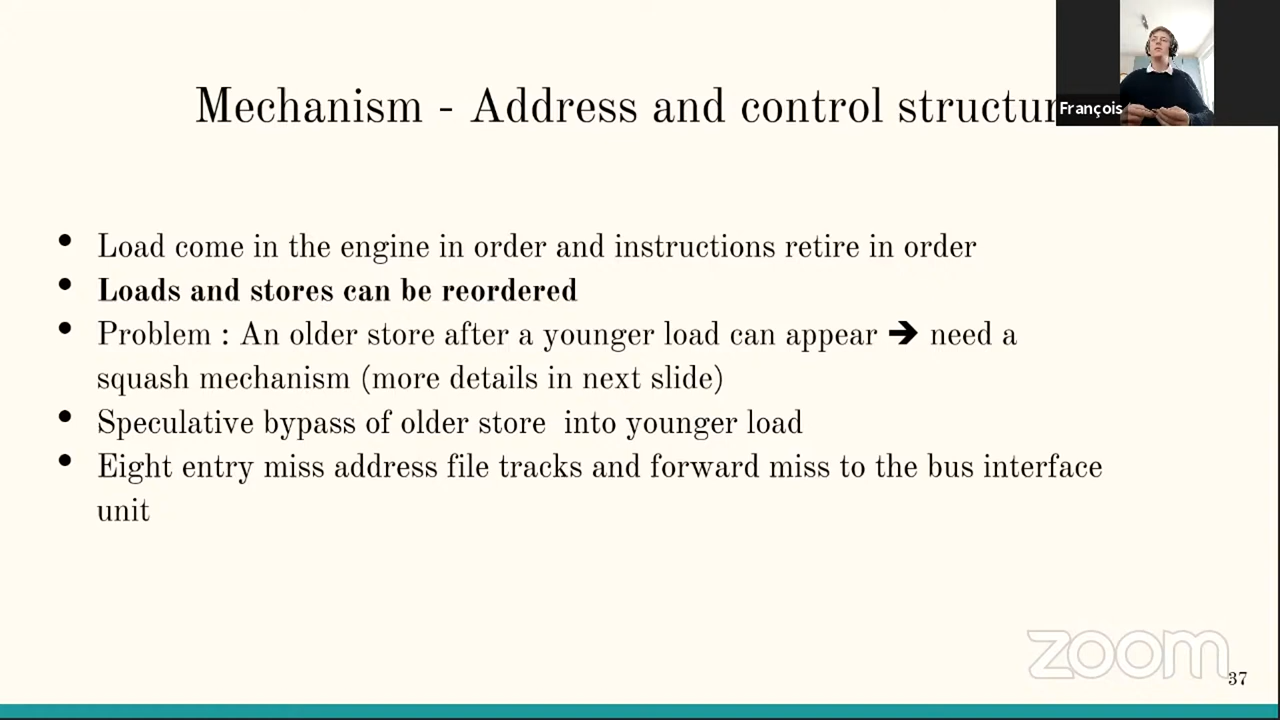 Mechanism - Address and control structur
François
• Load come in the engine in order and instructions retire in order
• Loads and stores can be reordered
• Problem : An older store after a younger load can appear ➔ need a
squash mechanism (more details in next slide)
• Speculative bypass of older store into younger load
• Eight entry miss address file tracks and forward miss to the bus interface
unit
zoom
37